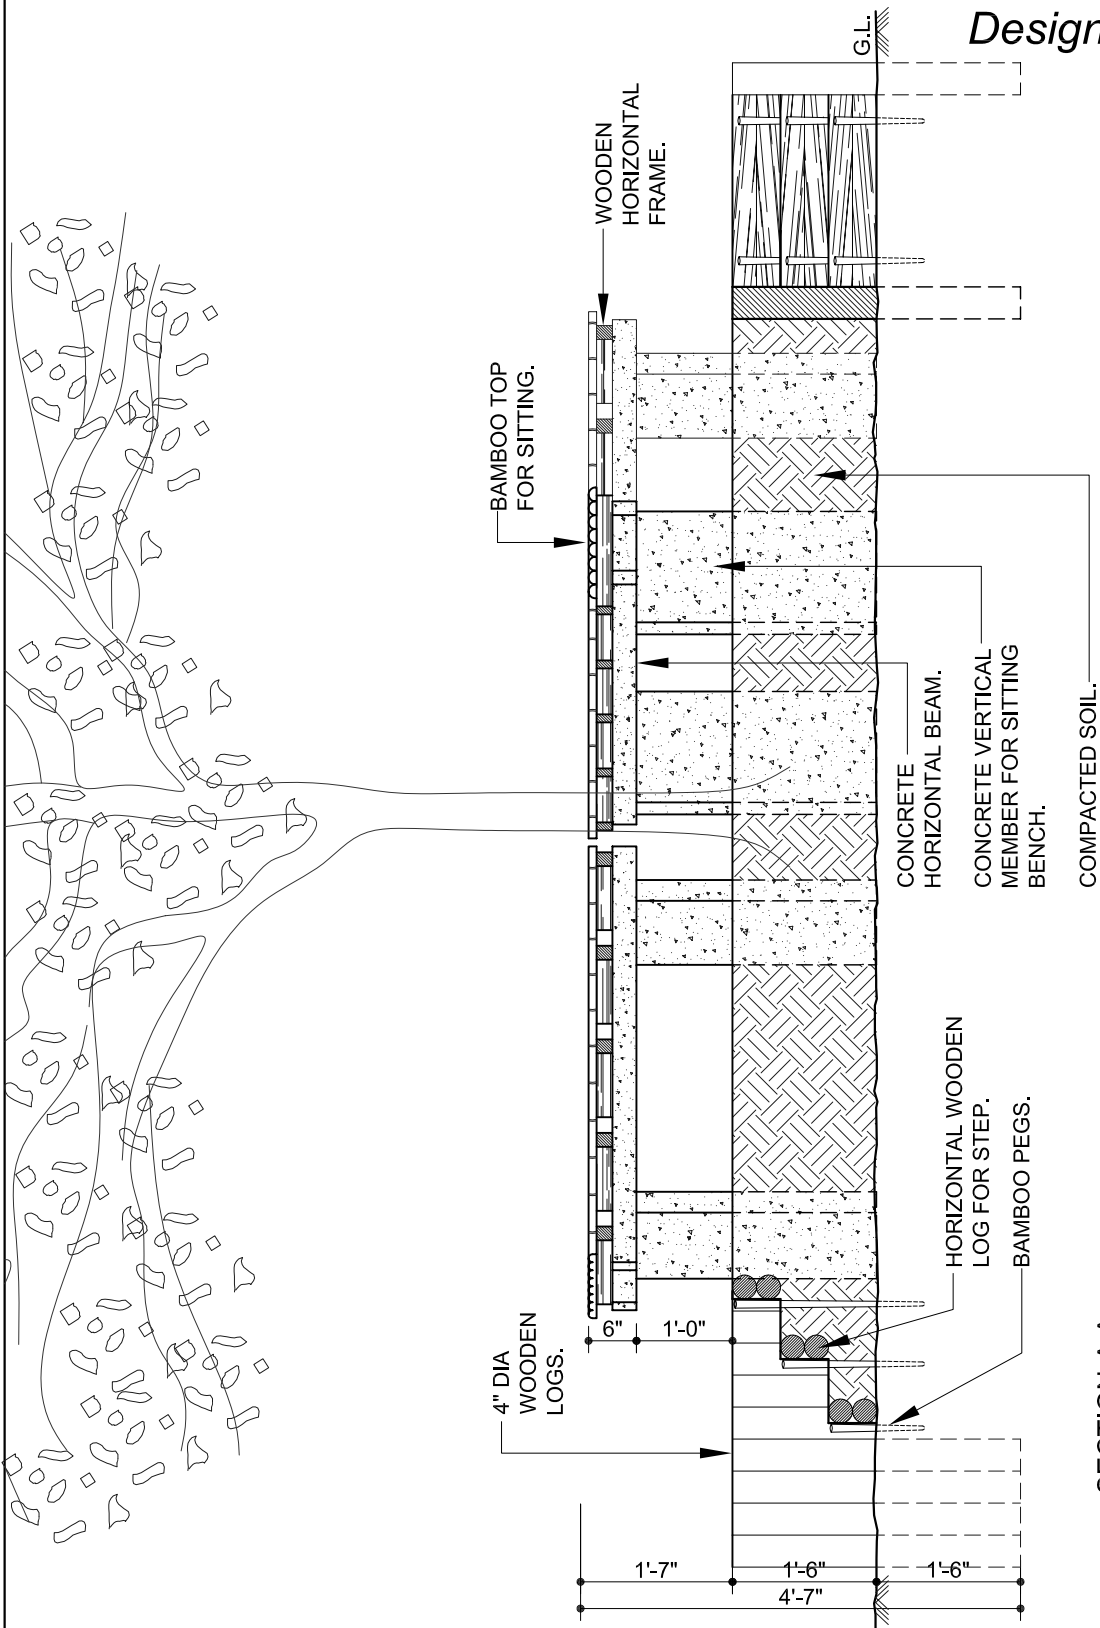 Design
G.L.
WOODEN
HORIZONTAL
FRAME.
BAMBOO TOP
FOR SITTING.
CONCRETE
HORIZONTAL BEAM.
CONCRETE VERTICAL
MEMBER FOR SITTING
BENCH.
COMPACTED SOIL.
HORIZONTAL WOODEN
LOG FOR STEP.
BAMBOO PEGS.
4" DIA
WOODEN
LOGS.
6"
1'-0"
1'-7"
1'-6"
1'-6"
4'-7"